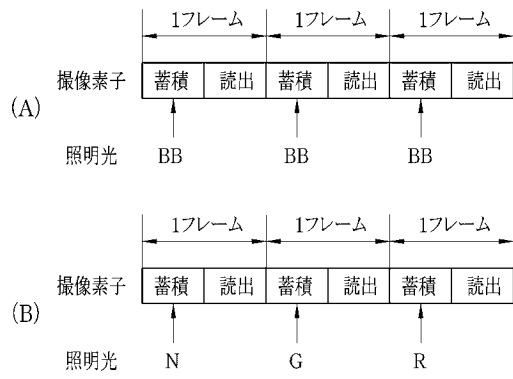 1フレーム 1フレーム 1フレーム
撮像素子 蓄積 読出 蓄積 読出 蓄積 読出
(A)
照明光 BB BB BB
1フレーム 1フレーム 1フレーム
撮像素子 蓄積 読出 蓄積 読出 蓄積 読出
(B)
照明光 N G R